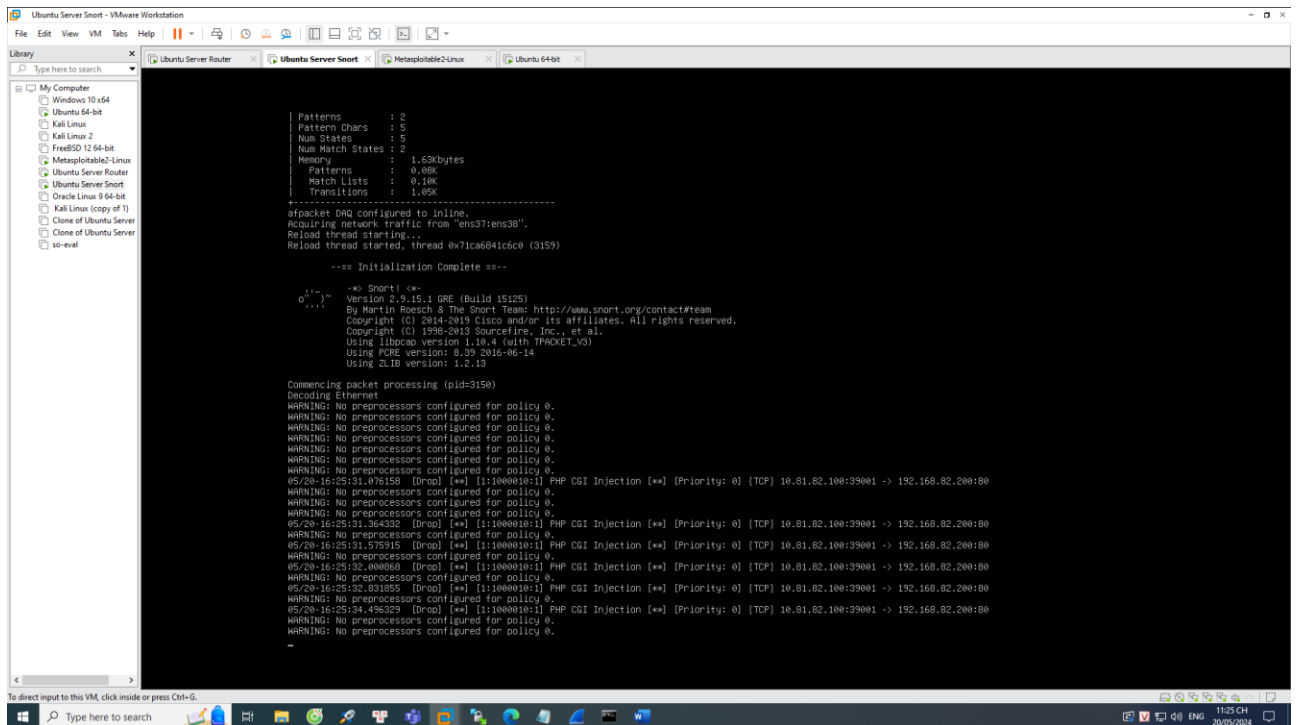 Ubuntu Server Snort - VMware Workstation
File Edit View VM Tabs Help
Library
Type here to search
My Computer
Windows 10 x64
Ubuntu 64-bit
Kali Linux
Kali Linux 2
FreeBSD 12 64-bit
Metasploitable2-Linux
Ubuntu Server Router
Ubuntu Server Snort
Oracle Linux 9 64-bit
Kali Linux (copy of 1)
Clone of Ubuntu Server
Clone of Ubuntu Server
so-eval
Ubuntu Server Router
Ubuntu Server Snort
Metasploitable2-Linux
Ubuntu 64-bit
| Patterns : 2
| Pattern Chars : 5
| Num States : 5
| Num Match States : 2
| Memory : 1.63Kbytes
| Patterns : 0.08K
| Match Lists : 0.10K
| Transitions : 1.05K
+-------------------------------------------------
afpacket DAQ configured to inline.
Acquiring network traffic from "ens37:ens38".
Reload thread starting...
Reload thread started, thread 0x71ca6841c6c0 (3159)
--== Initialization Complete ==--
,,_ -*> Snort! <*-
o" )~ Version 2.9.15.1 GRE (Build 15125)
'''' By Martin Roesch & The Snort Team: http://www.snort.org/contact#team
Copyright (C) 2014-2019 Cisco and/or its affiliates. All rights reserved.
Copyright (C) 1998-2013 Sourcefire, Inc., et al.
Using libpcap version 1.10.4 (with TPACKET_V3)
Using PCRE version: 8.39 2016-06-14
Using ZLIB version: 1.2.13
Commencing packet processing (pid=3150)
Decoding Ethernet
WARNING: No preprocessors configured for policy 0.
WARNING: No preprocessors configured for policy 0.
WARNING: No preprocessors configured for policy 0.
WARNING: No preprocessors configured for policy 0.
WARNING: No preprocessors configured for policy 0.
WARNING: No preprocessors configured for policy 0.
WARNING: No preprocessors configured for policy 0.
05/20-16:25:31.076158 [Drop] [**] [1:1000010:1] PHP CGI Injection [**] [Priority: 0] {TCP} 10.81.82.100:39001 -> 192.168.82.200:80
WARNING: No preprocessors configured for policy 0.
WARNING: No preprocessors configured for policy 0.
WARNING: No preprocessors configured for policy 0.
05/20-16:25:31.364332 [Drop] [**] [1:1000010:1] PHP CGI Injection [**] [Priority: 0] {TCP} 10.81.82.100:39001 -> 192.168.82.200:80
WARNING: No preprocessors configured for policy 0.
05/20-16:25:31.575915 [Drop] [**] [1:1000010:1] PHP CGI Injection [**] [Priority: 0] {TCP} 10.81.82.100:39001 -> 192.168.82.200:80
WARNING: No preprocessors configured for policy 0.
05/20-16:25:32.000868 [Drop] [**] [1:1000010:1] PHP CGI Injection [**] [Priority: 0] {TCP} 10.81.82.100:39001 -> 192.168.82.200:80
WARNING: No preprocessors configured for policy 0.
05/20-16:25:32.831855 [Drop] [**] [1:1000010:1] PHP CGI Injection [**] [Priority: 0] {TCP} 10.81.82.100:39001 -> 192.168.82.200:80
WARNING: No preprocessors configured for policy 0.
05/20-16:25:34.496329 [Drop] [**] [1:1000010:1] PHP CGI Injection [**] [Priority: 0] {TCP} 10.81.82.100:39001 -> 192.168.82.200:80
WARNING: No preprocessors configured for policy 0.
WARNING: No preprocessors configured for policy 0.
To direct input to this VM, click inside or press Ctrl+G.
Type here to search
ENG
11:25 CH
20/05/2024